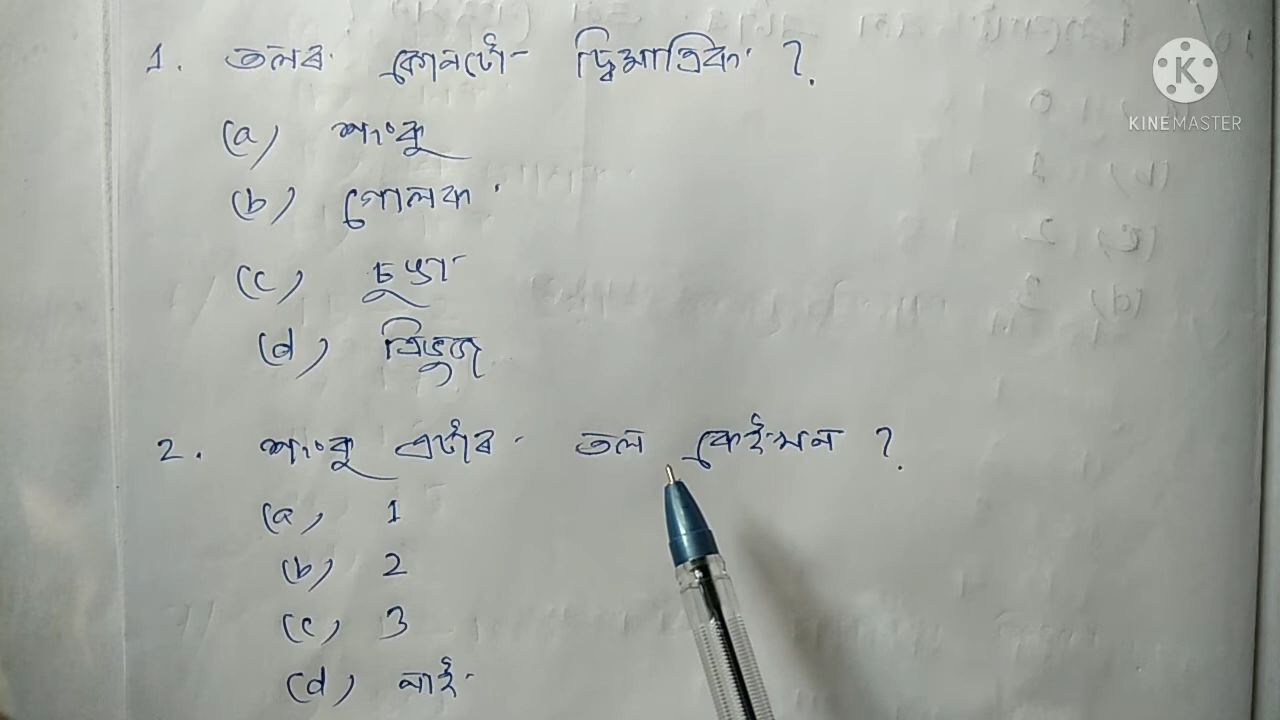 1. তলৰ কোনটো দ্বিমাত্ৰিক ?
(a) শংকু
(b) গোলক
(c) চুঙা
(d) ত্ৰিভুজ
2. শংকু এটাৰ তল কেইখন ?
(a) 1
(b) 2
(c) 3
(d) নাই
KINEMASTER